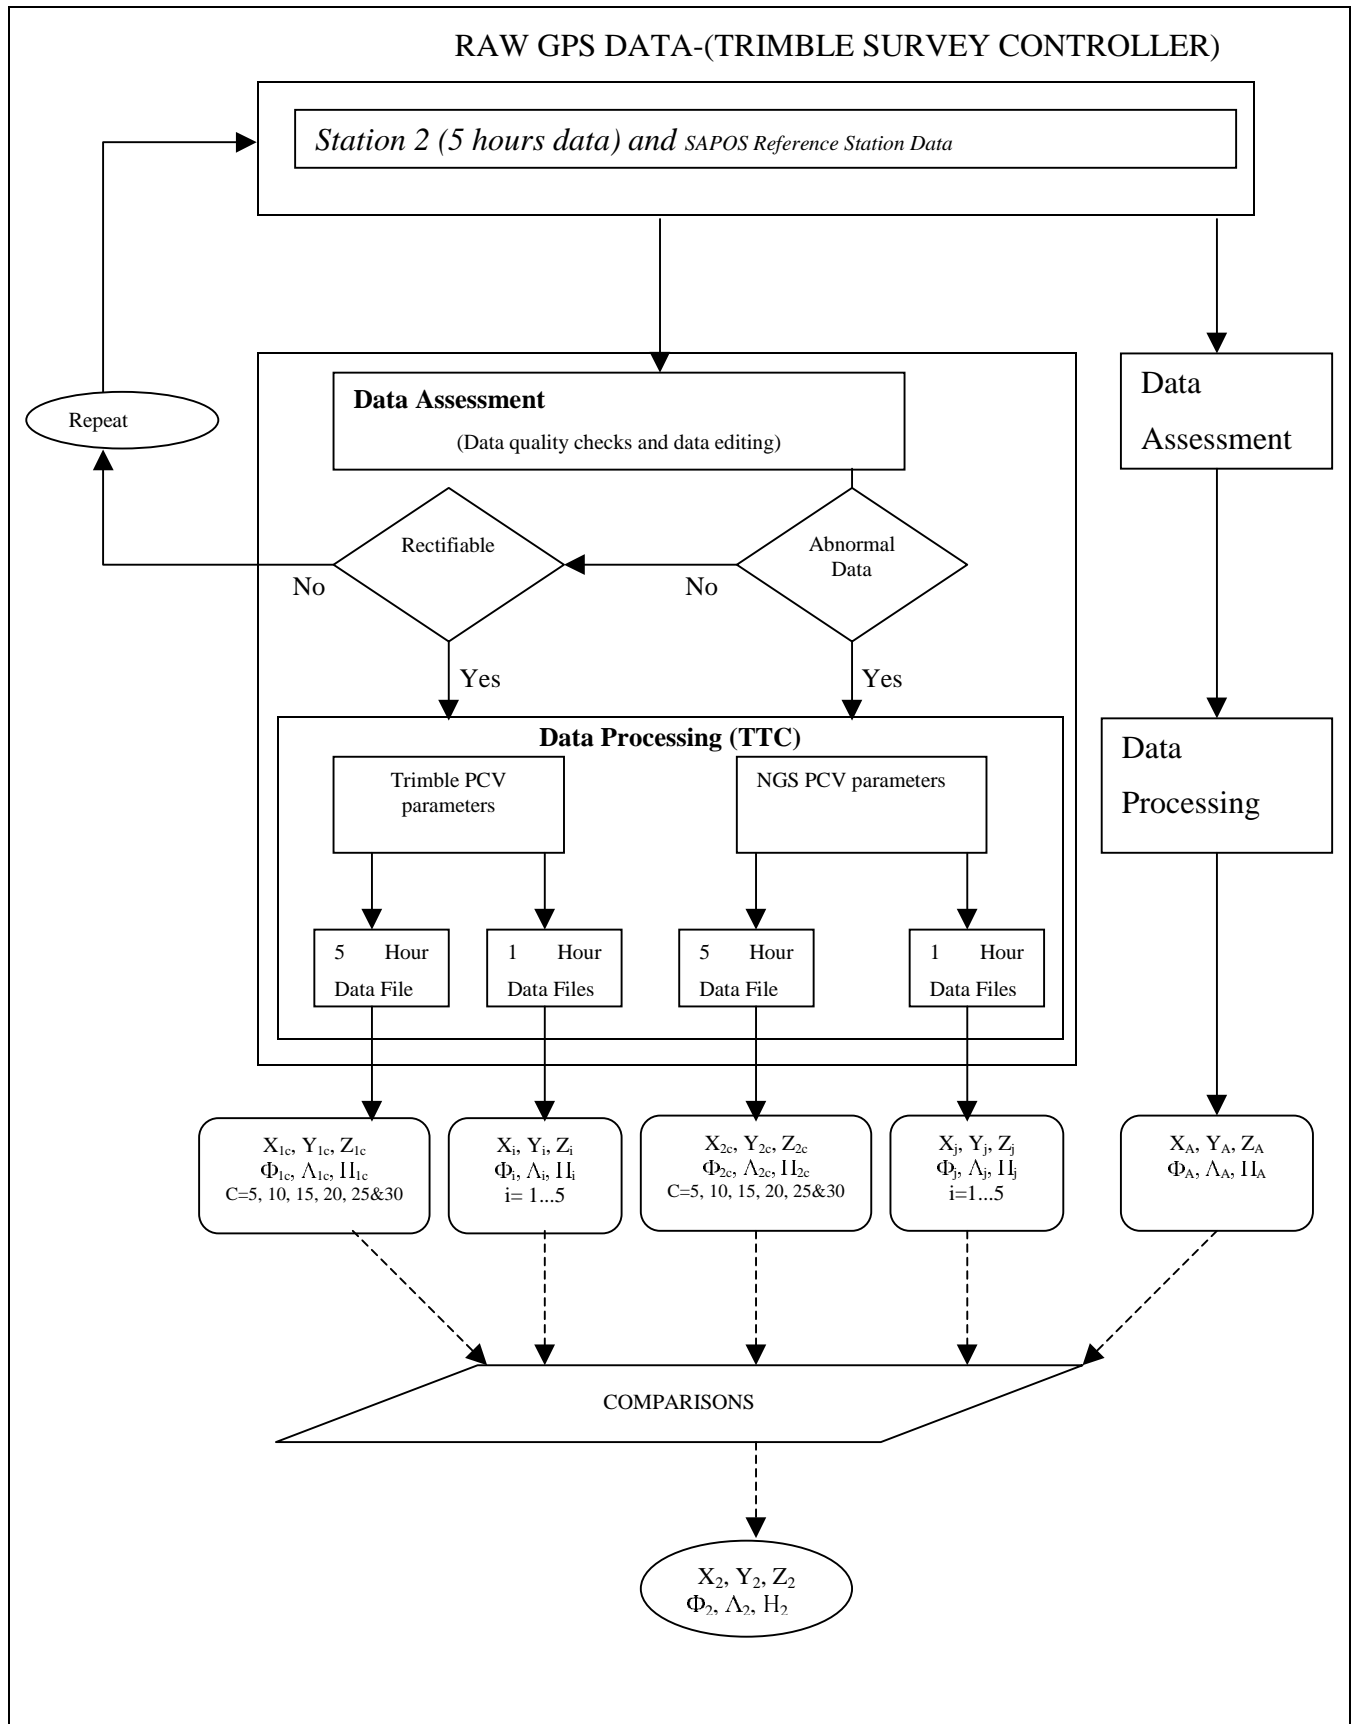 RAW GPS DATA-(TRIMBLE SURVEY CONTROLLER)
Station 2 (5 hours data) and SAPOS Reference Station Data
Data Assessment
(Data quality checks and data editing)
Data
Assessment
Repeat
Rectifiable
Abnormal
Data
No
No
Yes
Yes
Data Processing (TTC)
Data
Processing
Trimble PCV
parameters
NGS PCV parameters
5 Hour
Data File
1 Hour
Data Files
5 Hour
Data File
1 Hour
Data Files
X1c, Y1c, Z1c
Φ1c, Λ1c, H1c
C=5, 10, 15, 20, 25&30
Xi, Yi, Zi
Φi, Λi, Hi
i= 1...5
X2c, Y2c, Z2c
Φ2c, Λ2c, H2c
C=5, 10, 15, 20, 25&30
Xj, Yj, Zj
Φj, Λj, Hj
i=1...5
XA, YA, ZA
ΦA, ΛA, HA
COMPARISONS
X2, Y2, Z2
Φ2, Λ2, H2